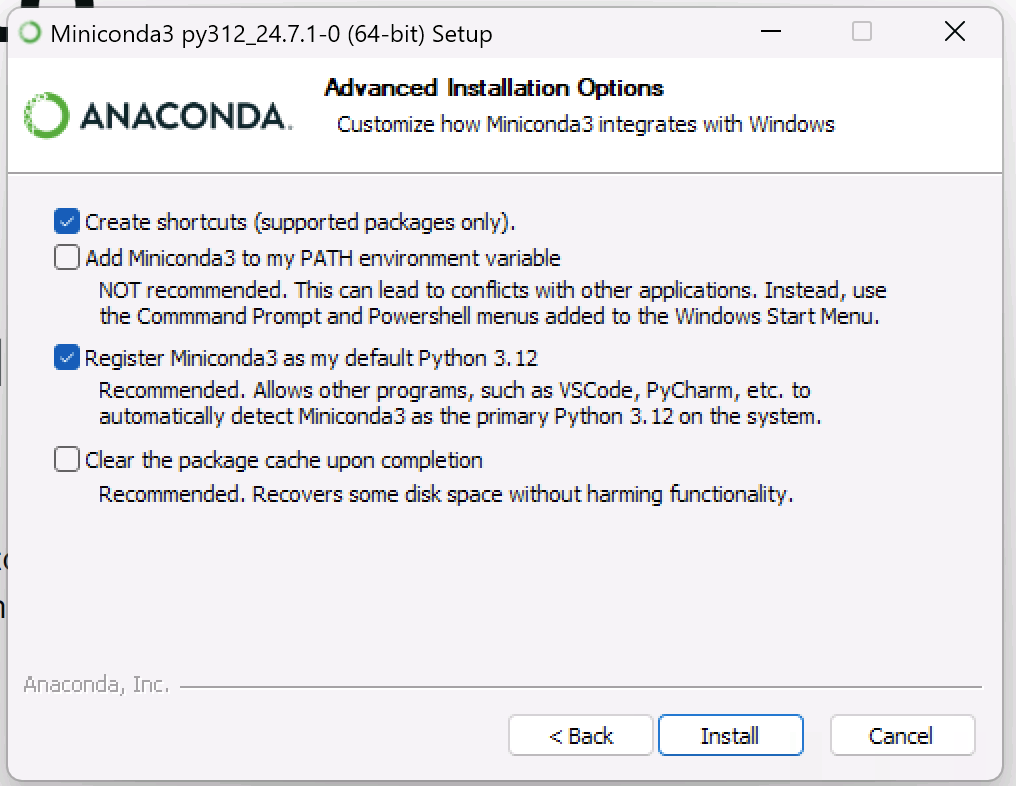 Miniconda3 py312_24.7.1-0 (64-bit) Setup
ANACONDA.
Advanced Installation Options
Customize how Miniconda3 integrates with Windows
Create shortcuts (supported packages only).
Add Miniconda3 to my PATH environment variable
NOT recommended. This can lead to conflicts with other applications. Instead, use
the Commmand Prompt and Powershell menus added to the Windows Start Menu.
Register Miniconda3 as my default Python 3.12
Recommended. Allows other programs, such as VSCode, PyCharm, etc. to
automatically detect Miniconda3 as the primary Python 3.12 on the system.
Clear the package cache upon completion
Recommended. Recovers some disk space without harming functionality.
Anaconda, Inc.
< Back
Install
Cancel